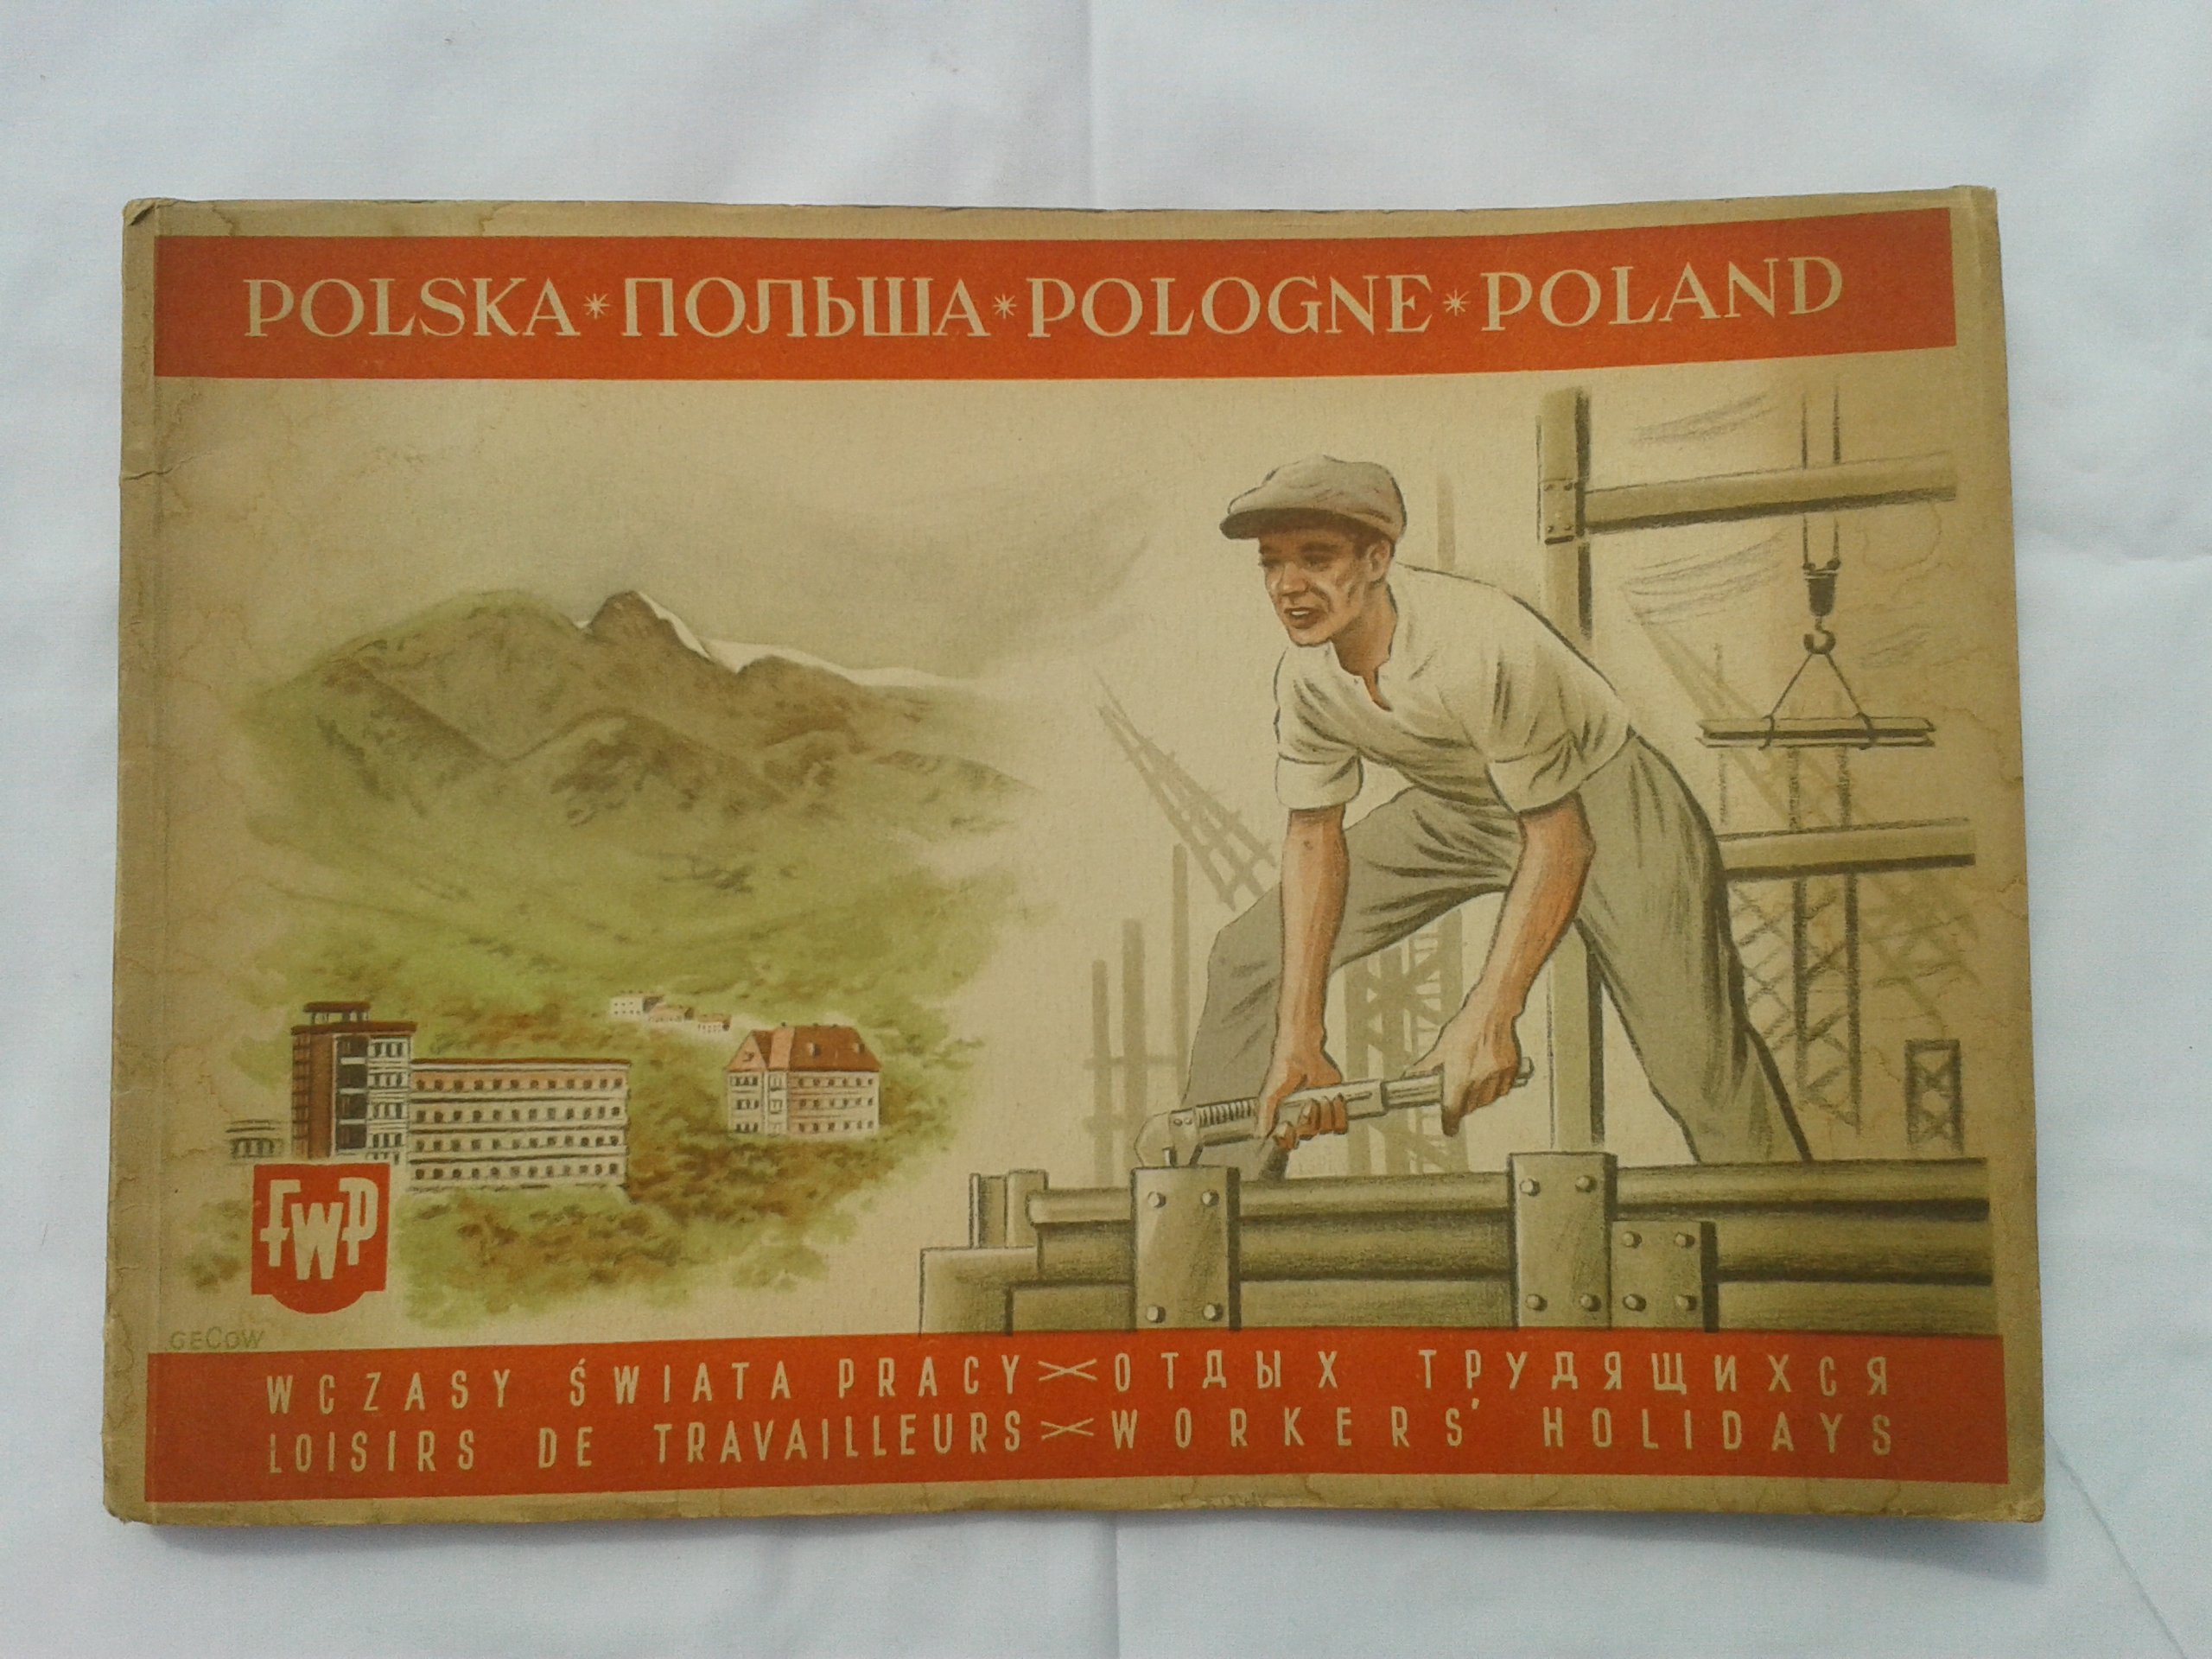 POLSKA * ПОЛЬША * POLOGNE * POLAND
FWP
GECOW
WCZASY ŚWIATA PRACY × ОТДЫХ ТРУДЯЩИХСЯ
LOISIRS DE TRAVAILLEURS × WORKERS' HOLIDAYS